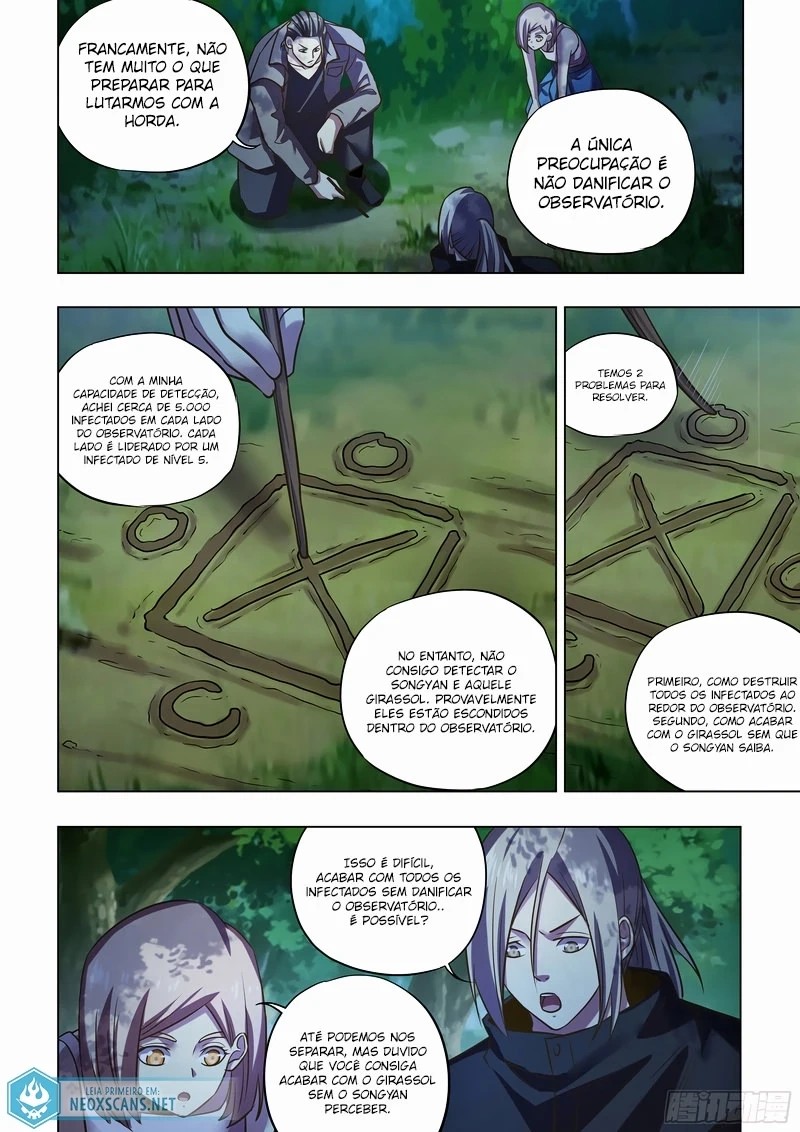 FRANCAMENTE, NÃO
TEM MUITO O QUE
PREPARAR PARA
LUTARMOS COM A
HORDA.
A ÚNICA
PREOCUPAÇÃO É
NÃO DANIFICAR O
OBSERVATÓRIO.
COM A MINHA
CAPACIDADE DE DETECÇÃO,
ACHEI CERCA DE 5.000
INFECTADOS EM CADA LADO
DO OBSERVATÓRIO. CADA
LADO É LIDERADO POR UM
INFECTADO DE NÍVEL 5.
NO ENTANTO, NÃO
CONSIGO DETECTAR O
SONGYAN E AQUELE
GIRASSOL. PROVAVELMENTE
ELES ESTÃO ESCONDIDOS
DENTRO DO OBSERVATÓRIO.
TEMOS 2
PROBLEMAS PARA
RESOLVER.
PRIMEIRO, COMO DESTRUIR
TODOS OS INFECTADOS AO
REDOR DO OBSERVATÓRIO.
SEGUNDO, COMO ACABAR
COM O GIRASSOL SEM QUE
O SONGYAN SAIBA.
ISSO É DIFÍCIL,
ACABAR COM TODOS OS
INFECTADOS SEM DANIFICAR
O OBSERVATÓRIO..
É POSSÍVEL?
ATÉ PODEMOS NOS
SEPARAR, MAS DUVIDO
QUE VOCÊ CONSIGA
ACABAR COM O GIRASSOL
SEM O SONGYAN
PERCEBER.
LEIA PRIMEIRO EM:
NEOXSCANS.NET
腾讯动漫